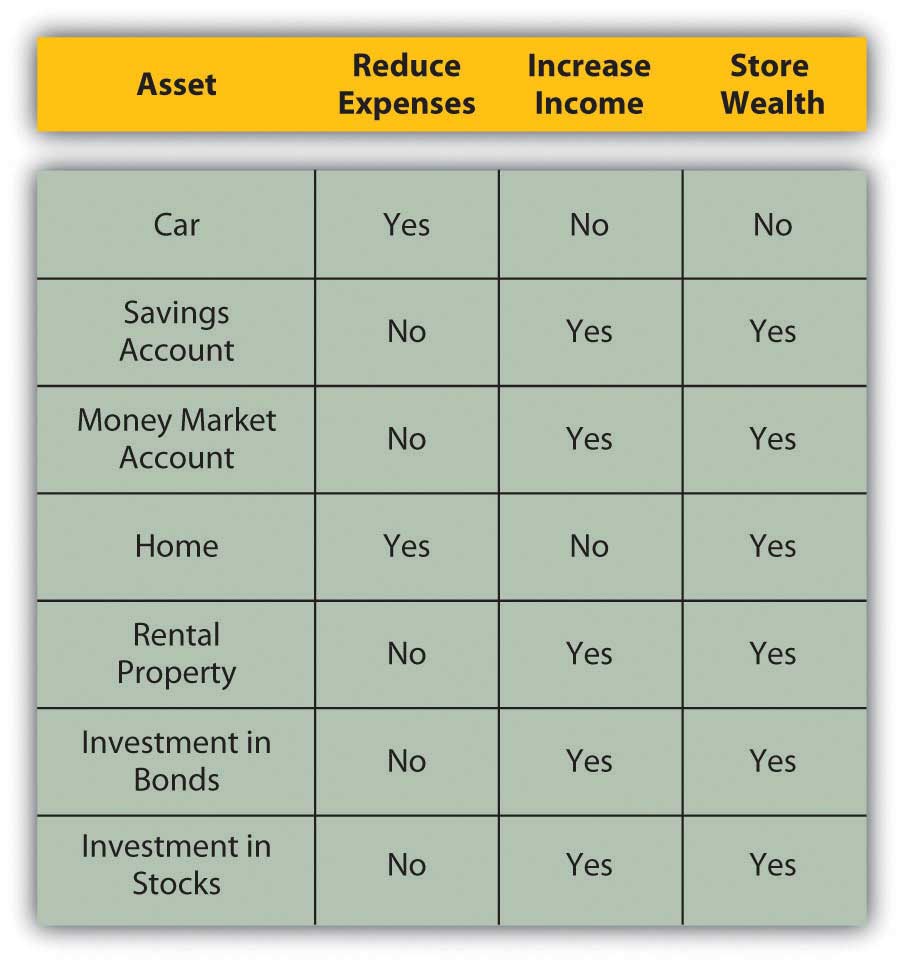 Asset
Reduce
Expenses
Increase
Income
Store
Wealth
Car
Yes
No
No
Savings
Account
No
Yes
Yes
Money Market
Account
No
Yes
Yes
Home
Yes
No
Yes
Rental
Property
No
Yes
Yes
Investment in
Bonds
No
Yes
Yes
Investment in
Stocks
No
Yes
Yes